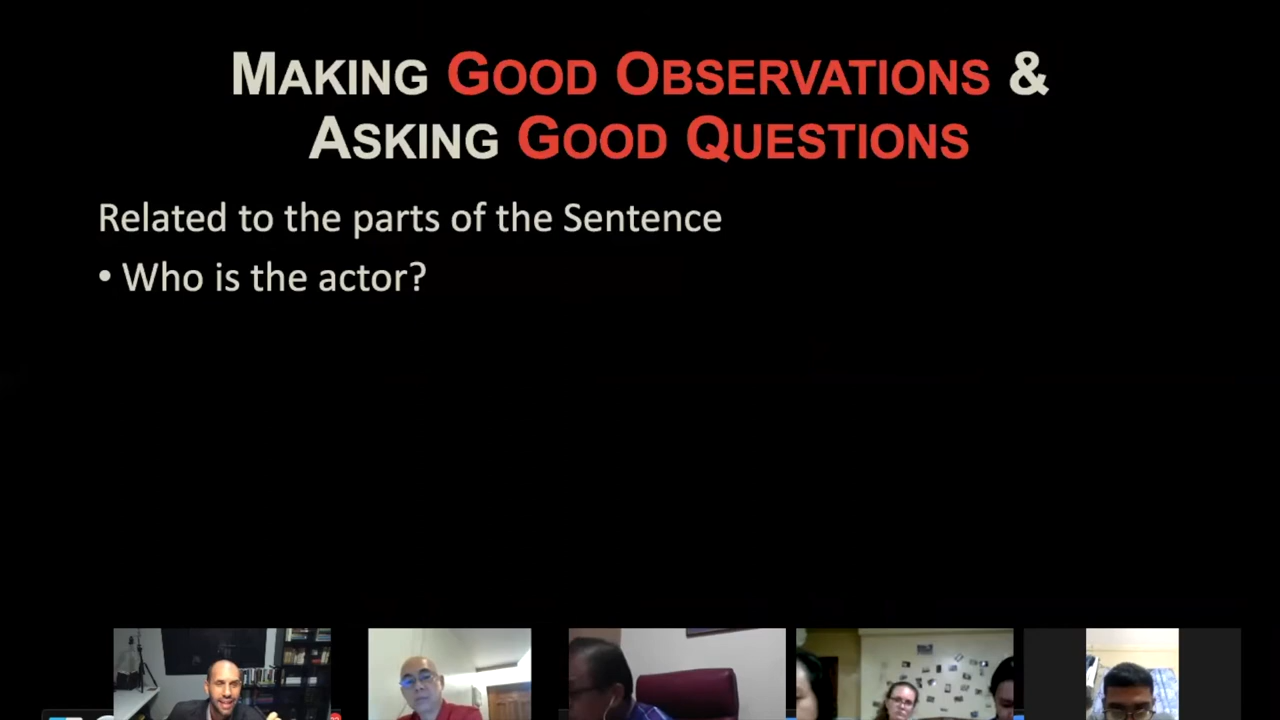 MAKING GOOD OBSERVATIONS &
ASKING GOOD QUESTIONS
Related to the parts of the Sentence
• Who is the actor?